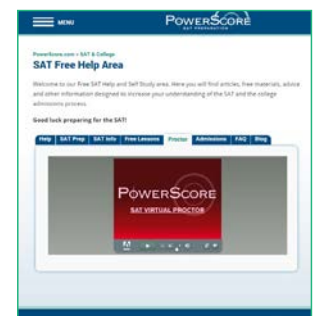 MENU
POWERSCORE
SAT PREPARATION
PowerScore.com > SAT & College
SAT Free Help Area
Welcome to our Free SAT Help and Self Study area. Here you will find articles, free materials, advice
and other information designed to increase your understanding of the SAT and the college
admissions process.
Good luck preparing for the SAT!
Help SAT Prep SAT Info Free Lessons Proctor Admissions FAQ Blog
POWERSCORE
SAT VIRTUAL PROCTOR